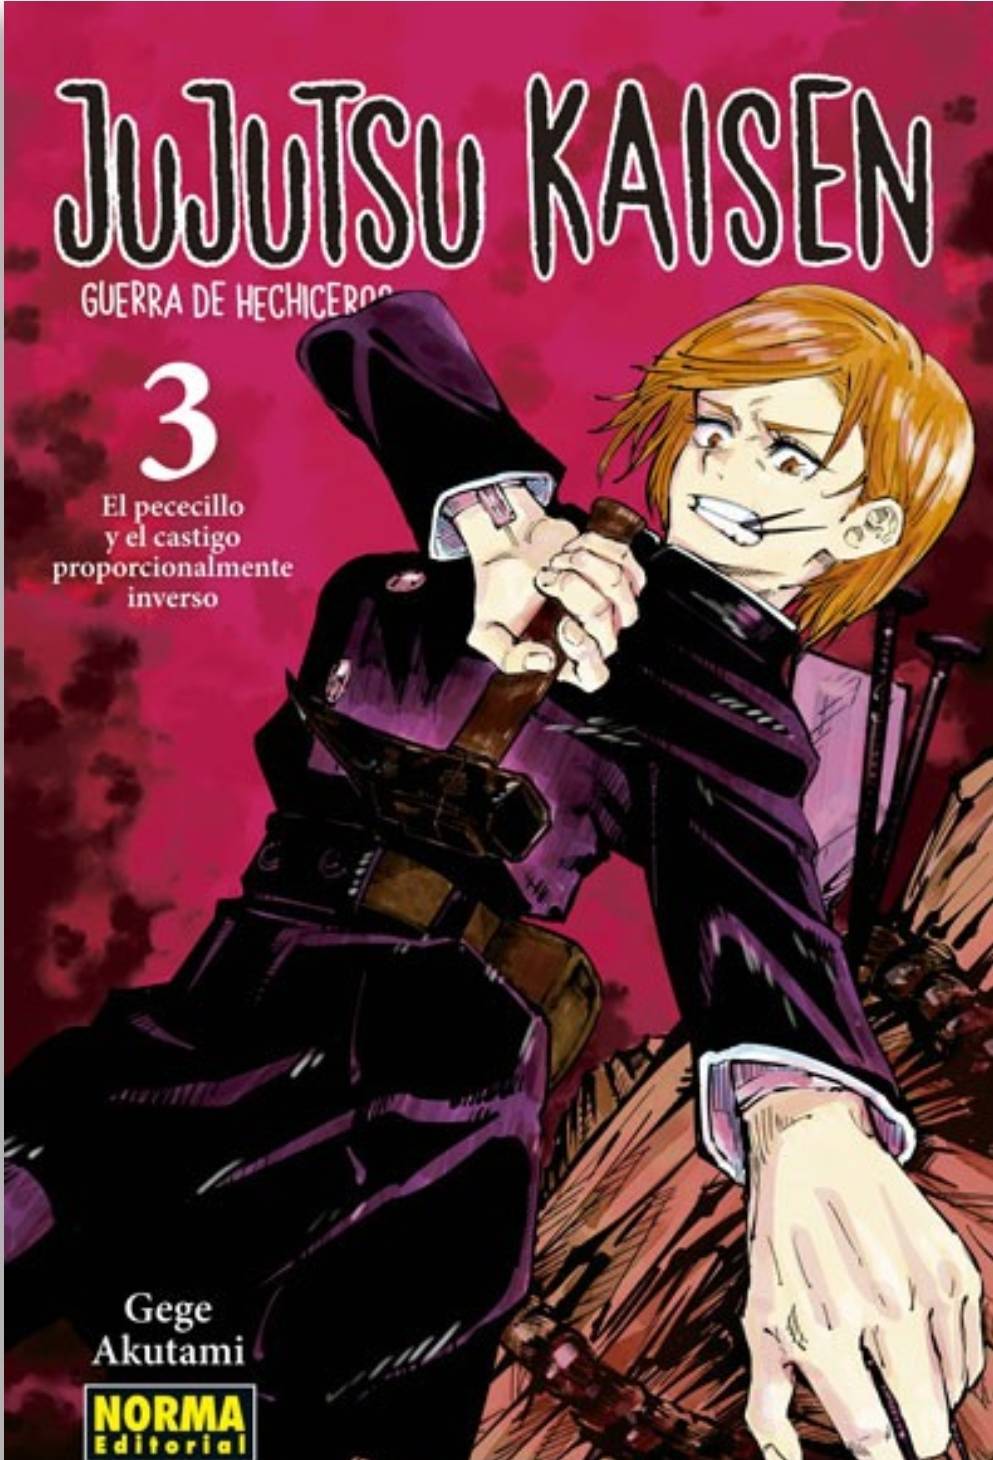 JUJUTSU KAISEN
GUERRA DE HECHICEROS
3
El pececillo
y el castigo
proporcionalmente
inverso
Gege
Akutami
NORMA
Editorial